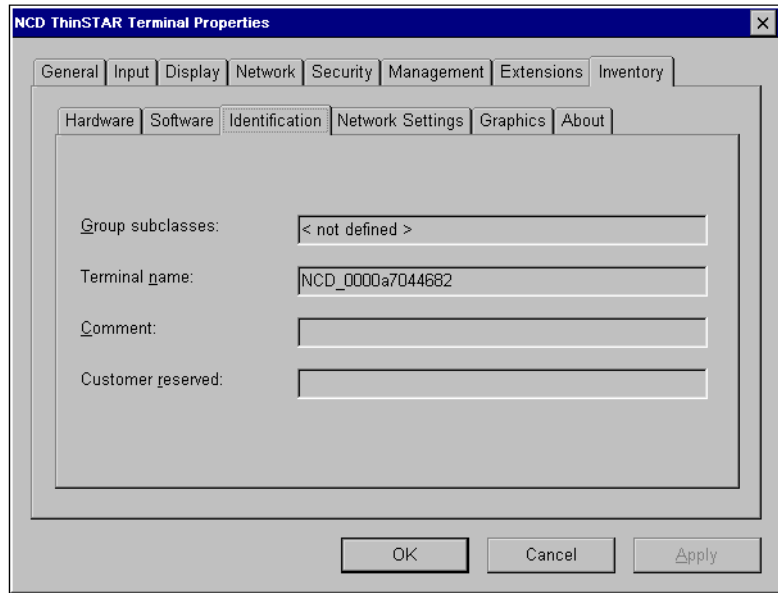 NCD ThinSTAR Terminal Properties
General Input Display Network Security Management Extensions Inventory
Hardware Software Identification Network Settings Graphics About
Group subclasses: < not defined >
Terminal name: NCD_0000a7044682
Comment:
Customer reserved:
OK Cancel Apply